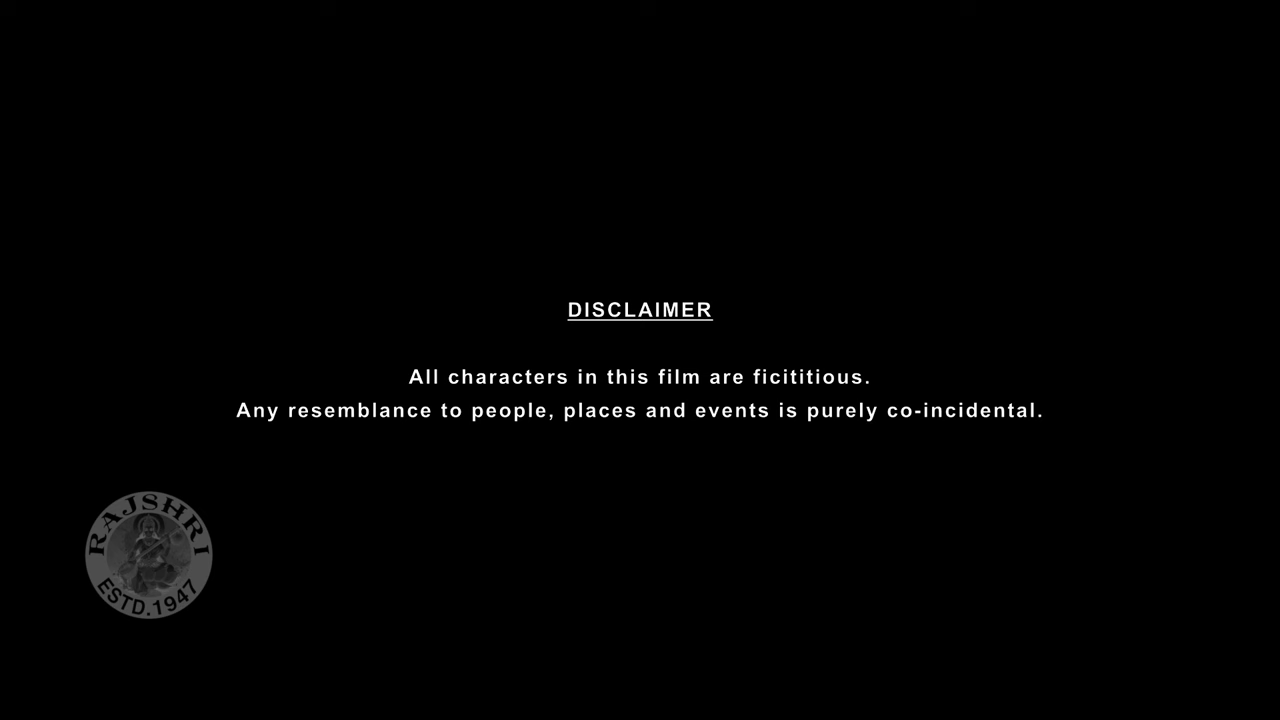 DISCLAIMER
All characters in this film are ficititious.
Any resemblance to people, places and events is purely co-incidental.
RAJSHRI
ESTD.1947